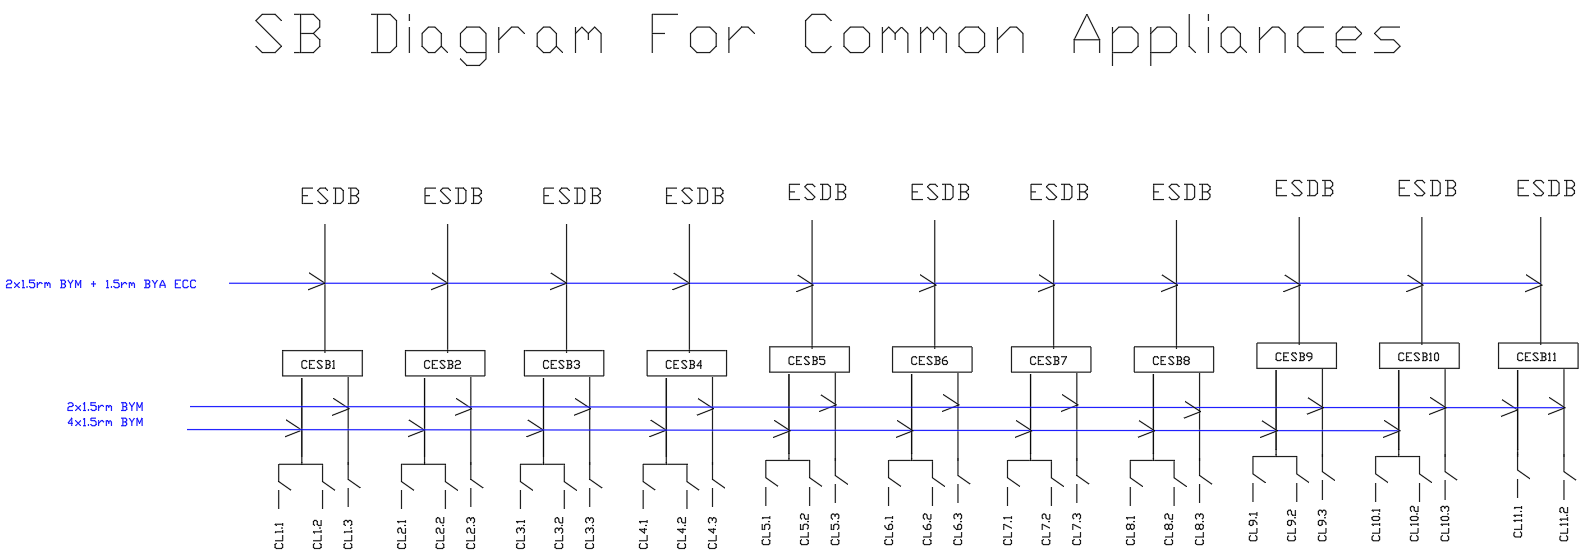 SB Diagram For Common Appliances
ESDB ESDB ESDB ESDB ESDB ESDB ESDB ESDB ESDB ESDB ESDB
2x1.5rm BYM + 1.5rm BYA ECC
CESB1 CESB2 CESB3 CESB4 CESB5 CESB6 CESB7 CESB8 CESB9 CESB10 CESB11
2x1.5rm BYM
4x1.5rm BYM
CL1.1 CL1.2 CL1.3 CL2.1 CL2.2 CL2.3 CL3.1 CL3.2 CL3.3 CL4.1 CL4.2 CL4.3 CL5.1 CL5.2 CL5.3 CL6.1 CL6.2 CL6.3 CL7.1 CL7.2 CL7.3 CL8.1 CL8.2 CL8.3 CL9.1 CL9.2 CL9.3 CL10.1 CL10.2 CL10.3 CL11.1 CL11.2